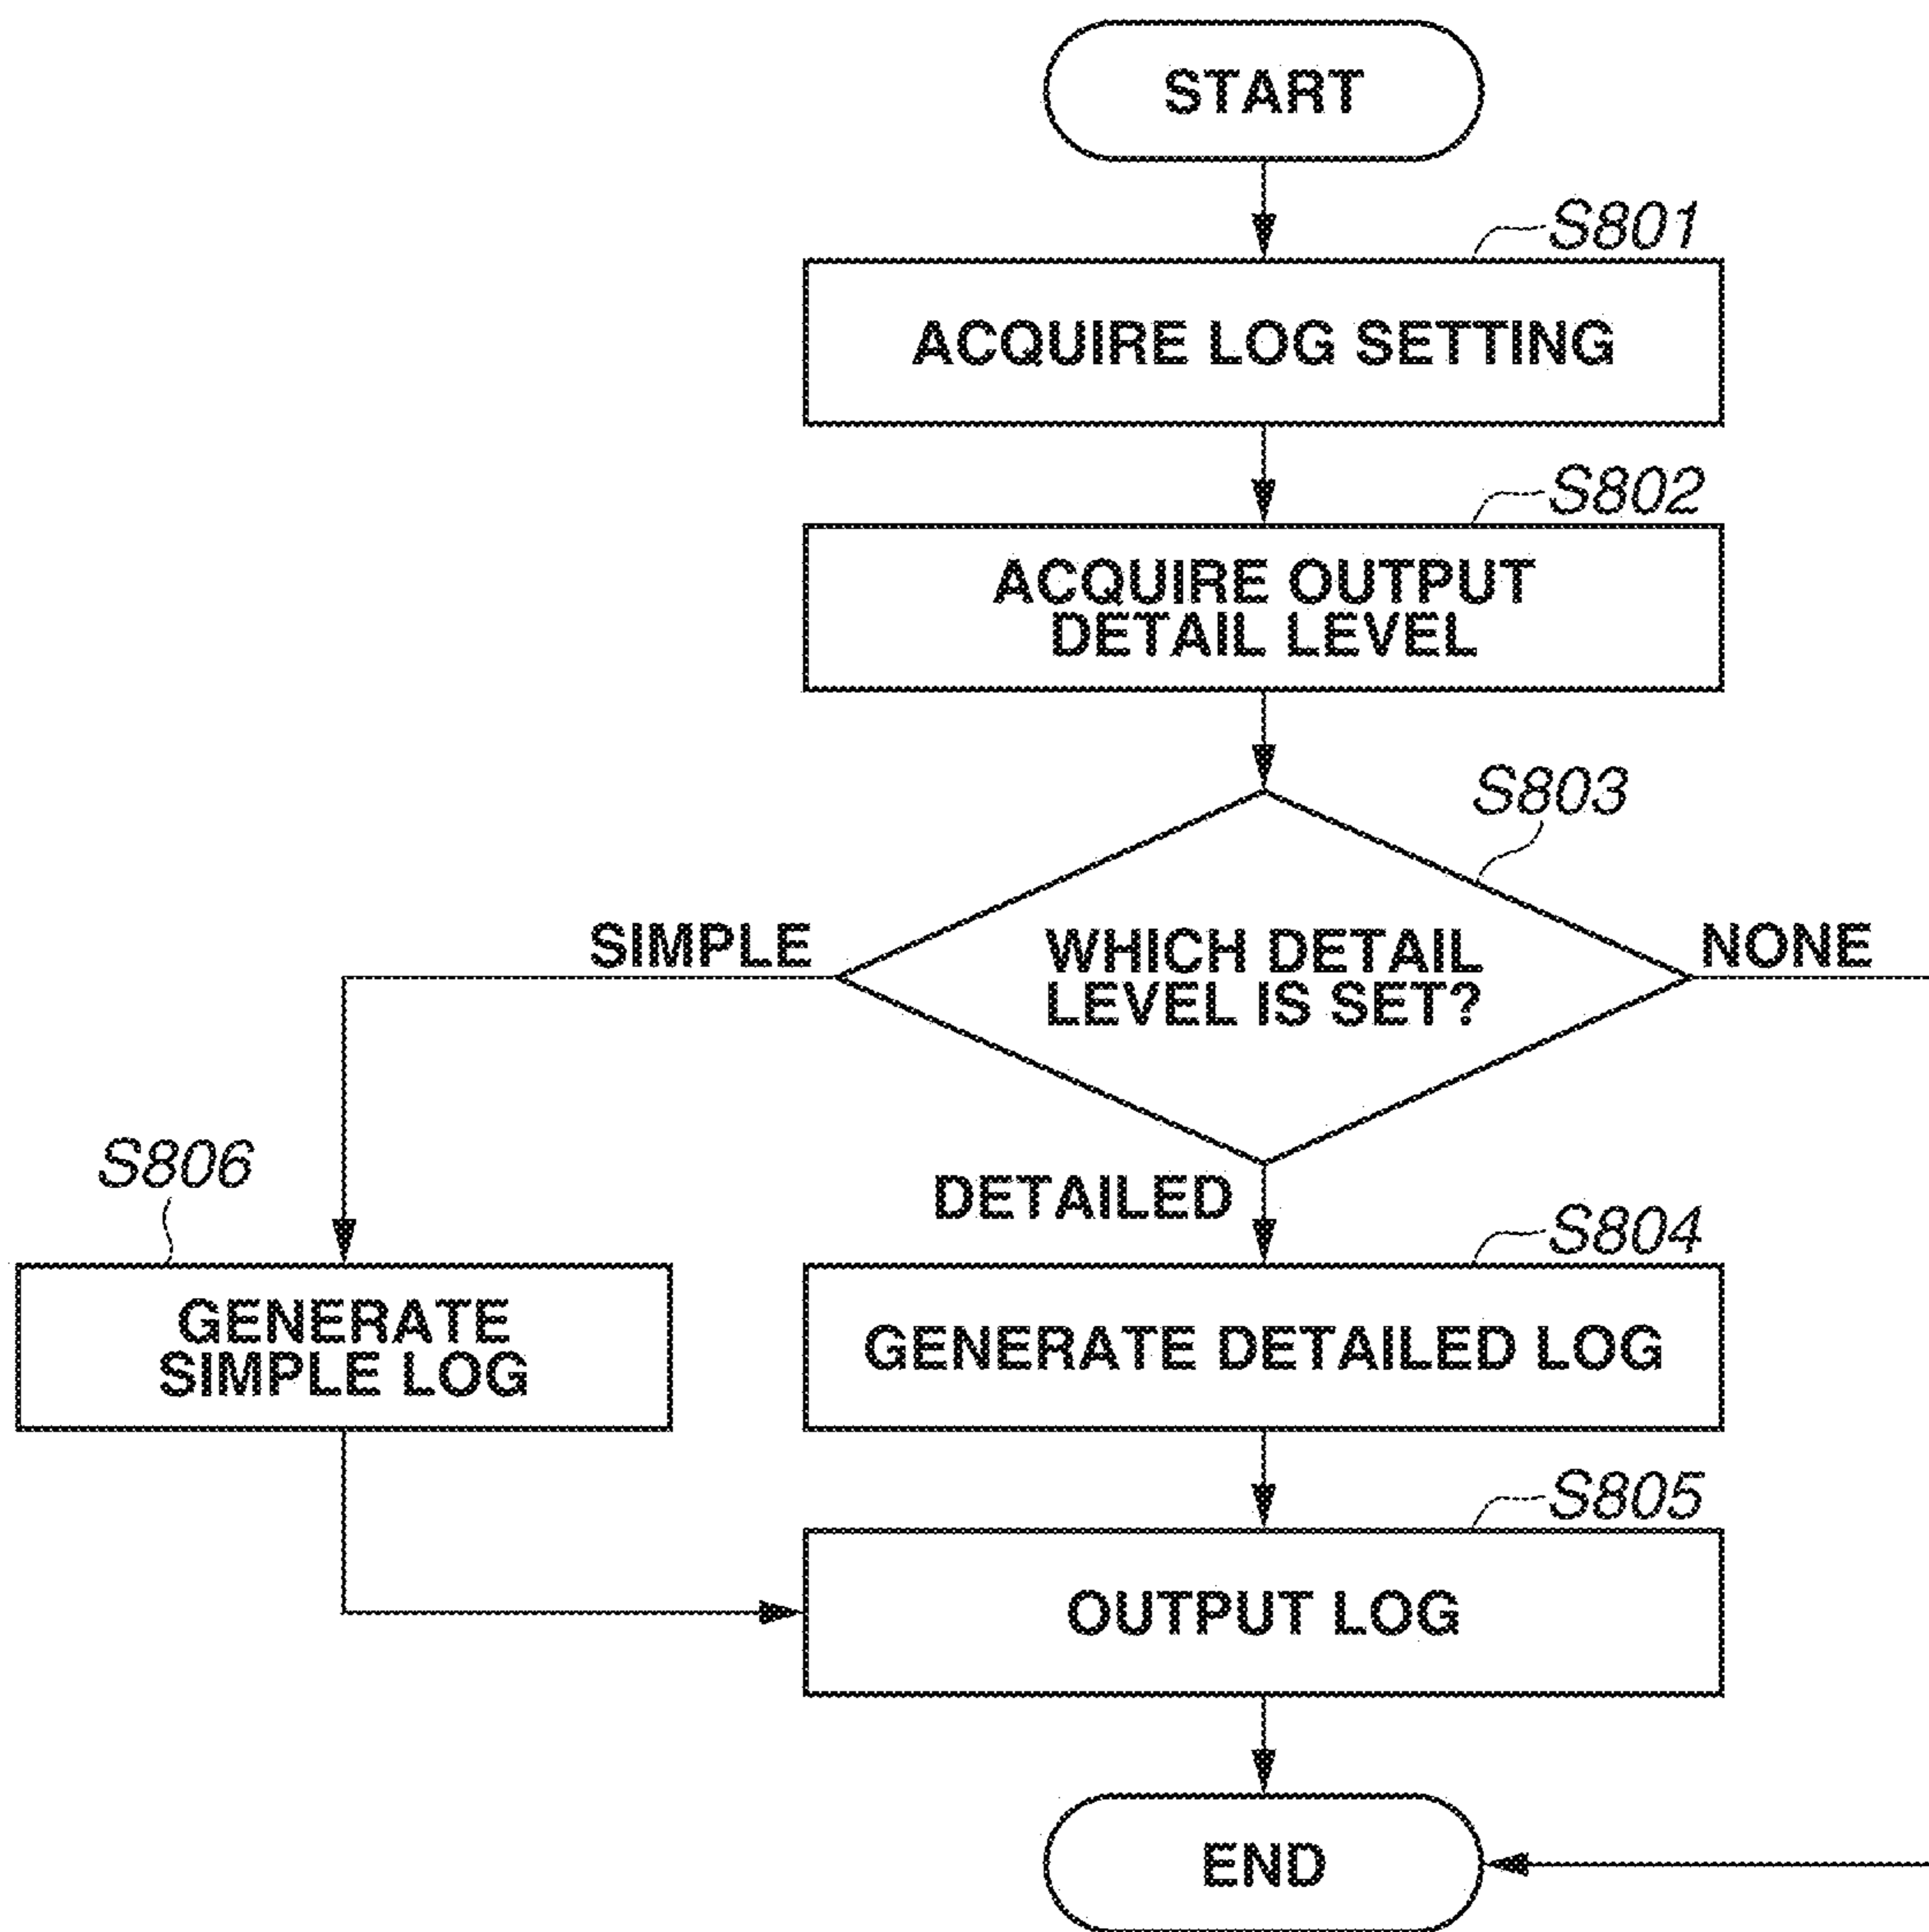 START
S801
ACQUIRE LOG SETTING
S802
ACQUIRE OUTPUT
DETAIL LEVEL
S803
SIMPLE
WHICH DETAIL
LEVEL IS SET?
NONE
S806
DETAILED
S804
GENERATE
SIMPLE LOG
GENERATE DETAILED LOG
S805
OUTPUT LOG
END